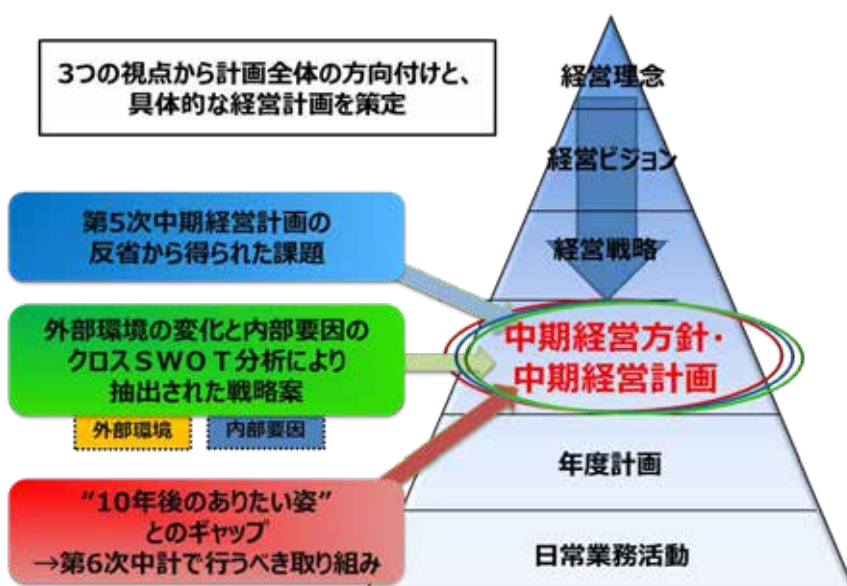 3つの視点から計画全体の方向付けと、
具体的な経営計画を策定
経営理念
経営ビジョン
経営戦略
第5次中期経営計画の
反省から得られた課題
外部環境の変化と内部要因の
クロスSWOT分析により
抽出された戦略案
外部環境
内部要因
“10年後のありたい姿”
とのギャップ
→第6次中計で行うべき取り組み
中期経営方針・
中期経営計画
年度計画
日常業務活動